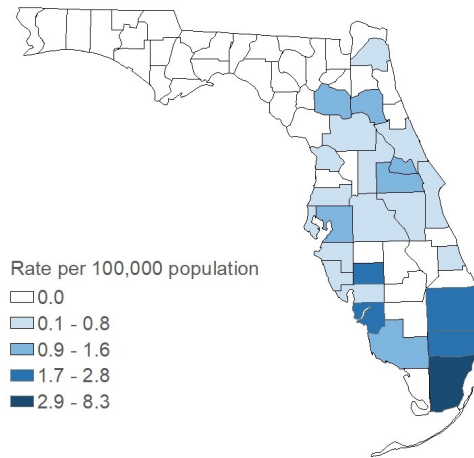 Rate per 100,000 population
0.0
0.1 - 0.8
0.9 - 1.6
1.7 - 2.8
2.9 - 8.3